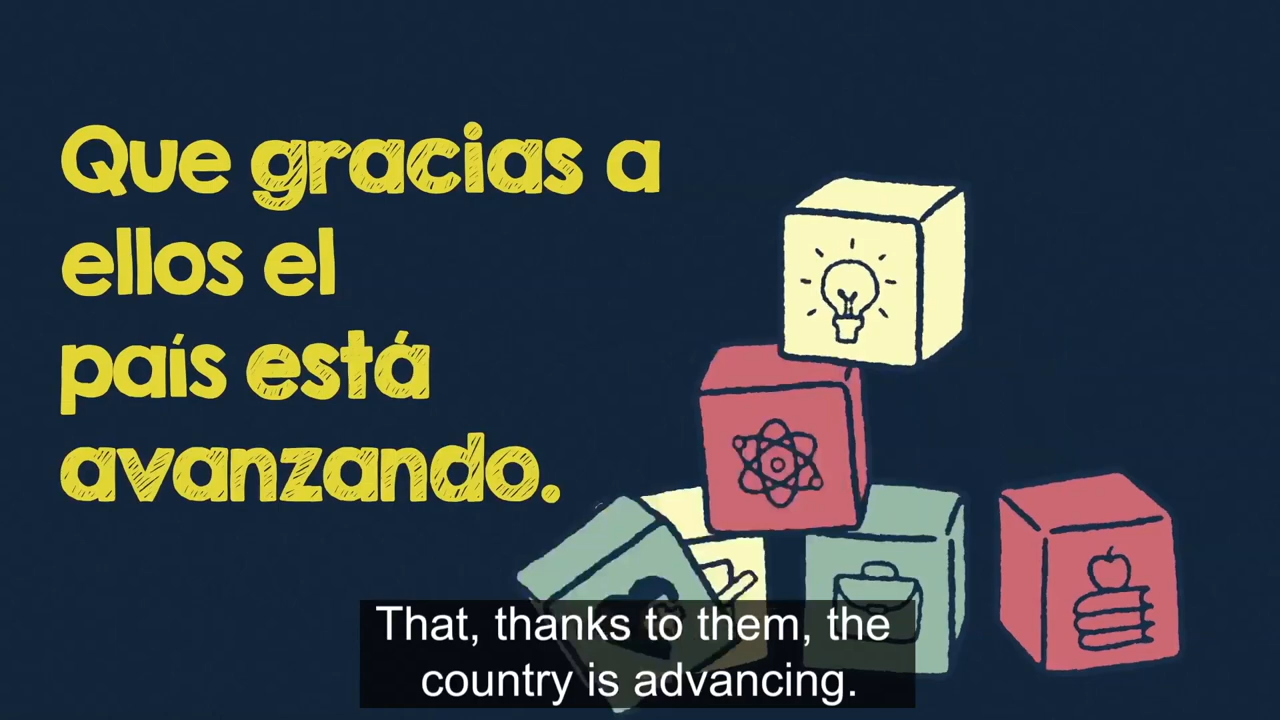 Que gracias a
ellos el
país está
avanzando.
That, thanks to them, the
country is advancing.